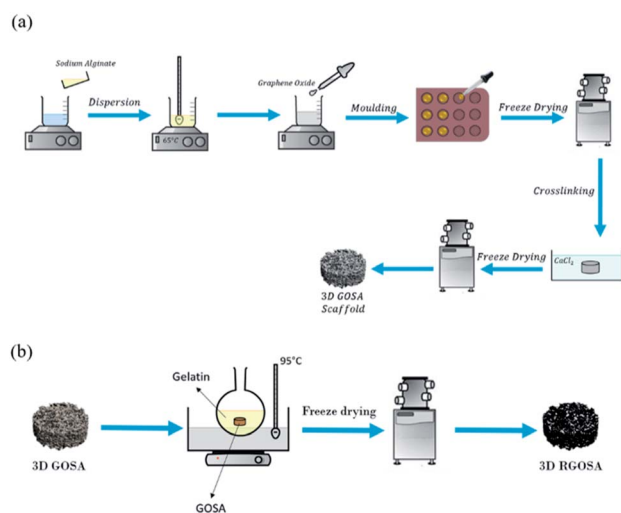 (a)
Sodium Alginate
Dispersion
65°C
Graphene Oxide
Moulding
Freeze Drying
Crosslinking
CaCl₂
Freeze Drying
3D GOSA
Scaffold
(b)
Gelatin
95°C
Freeze drying
3D GOSA
GOSA
3D RGOSA